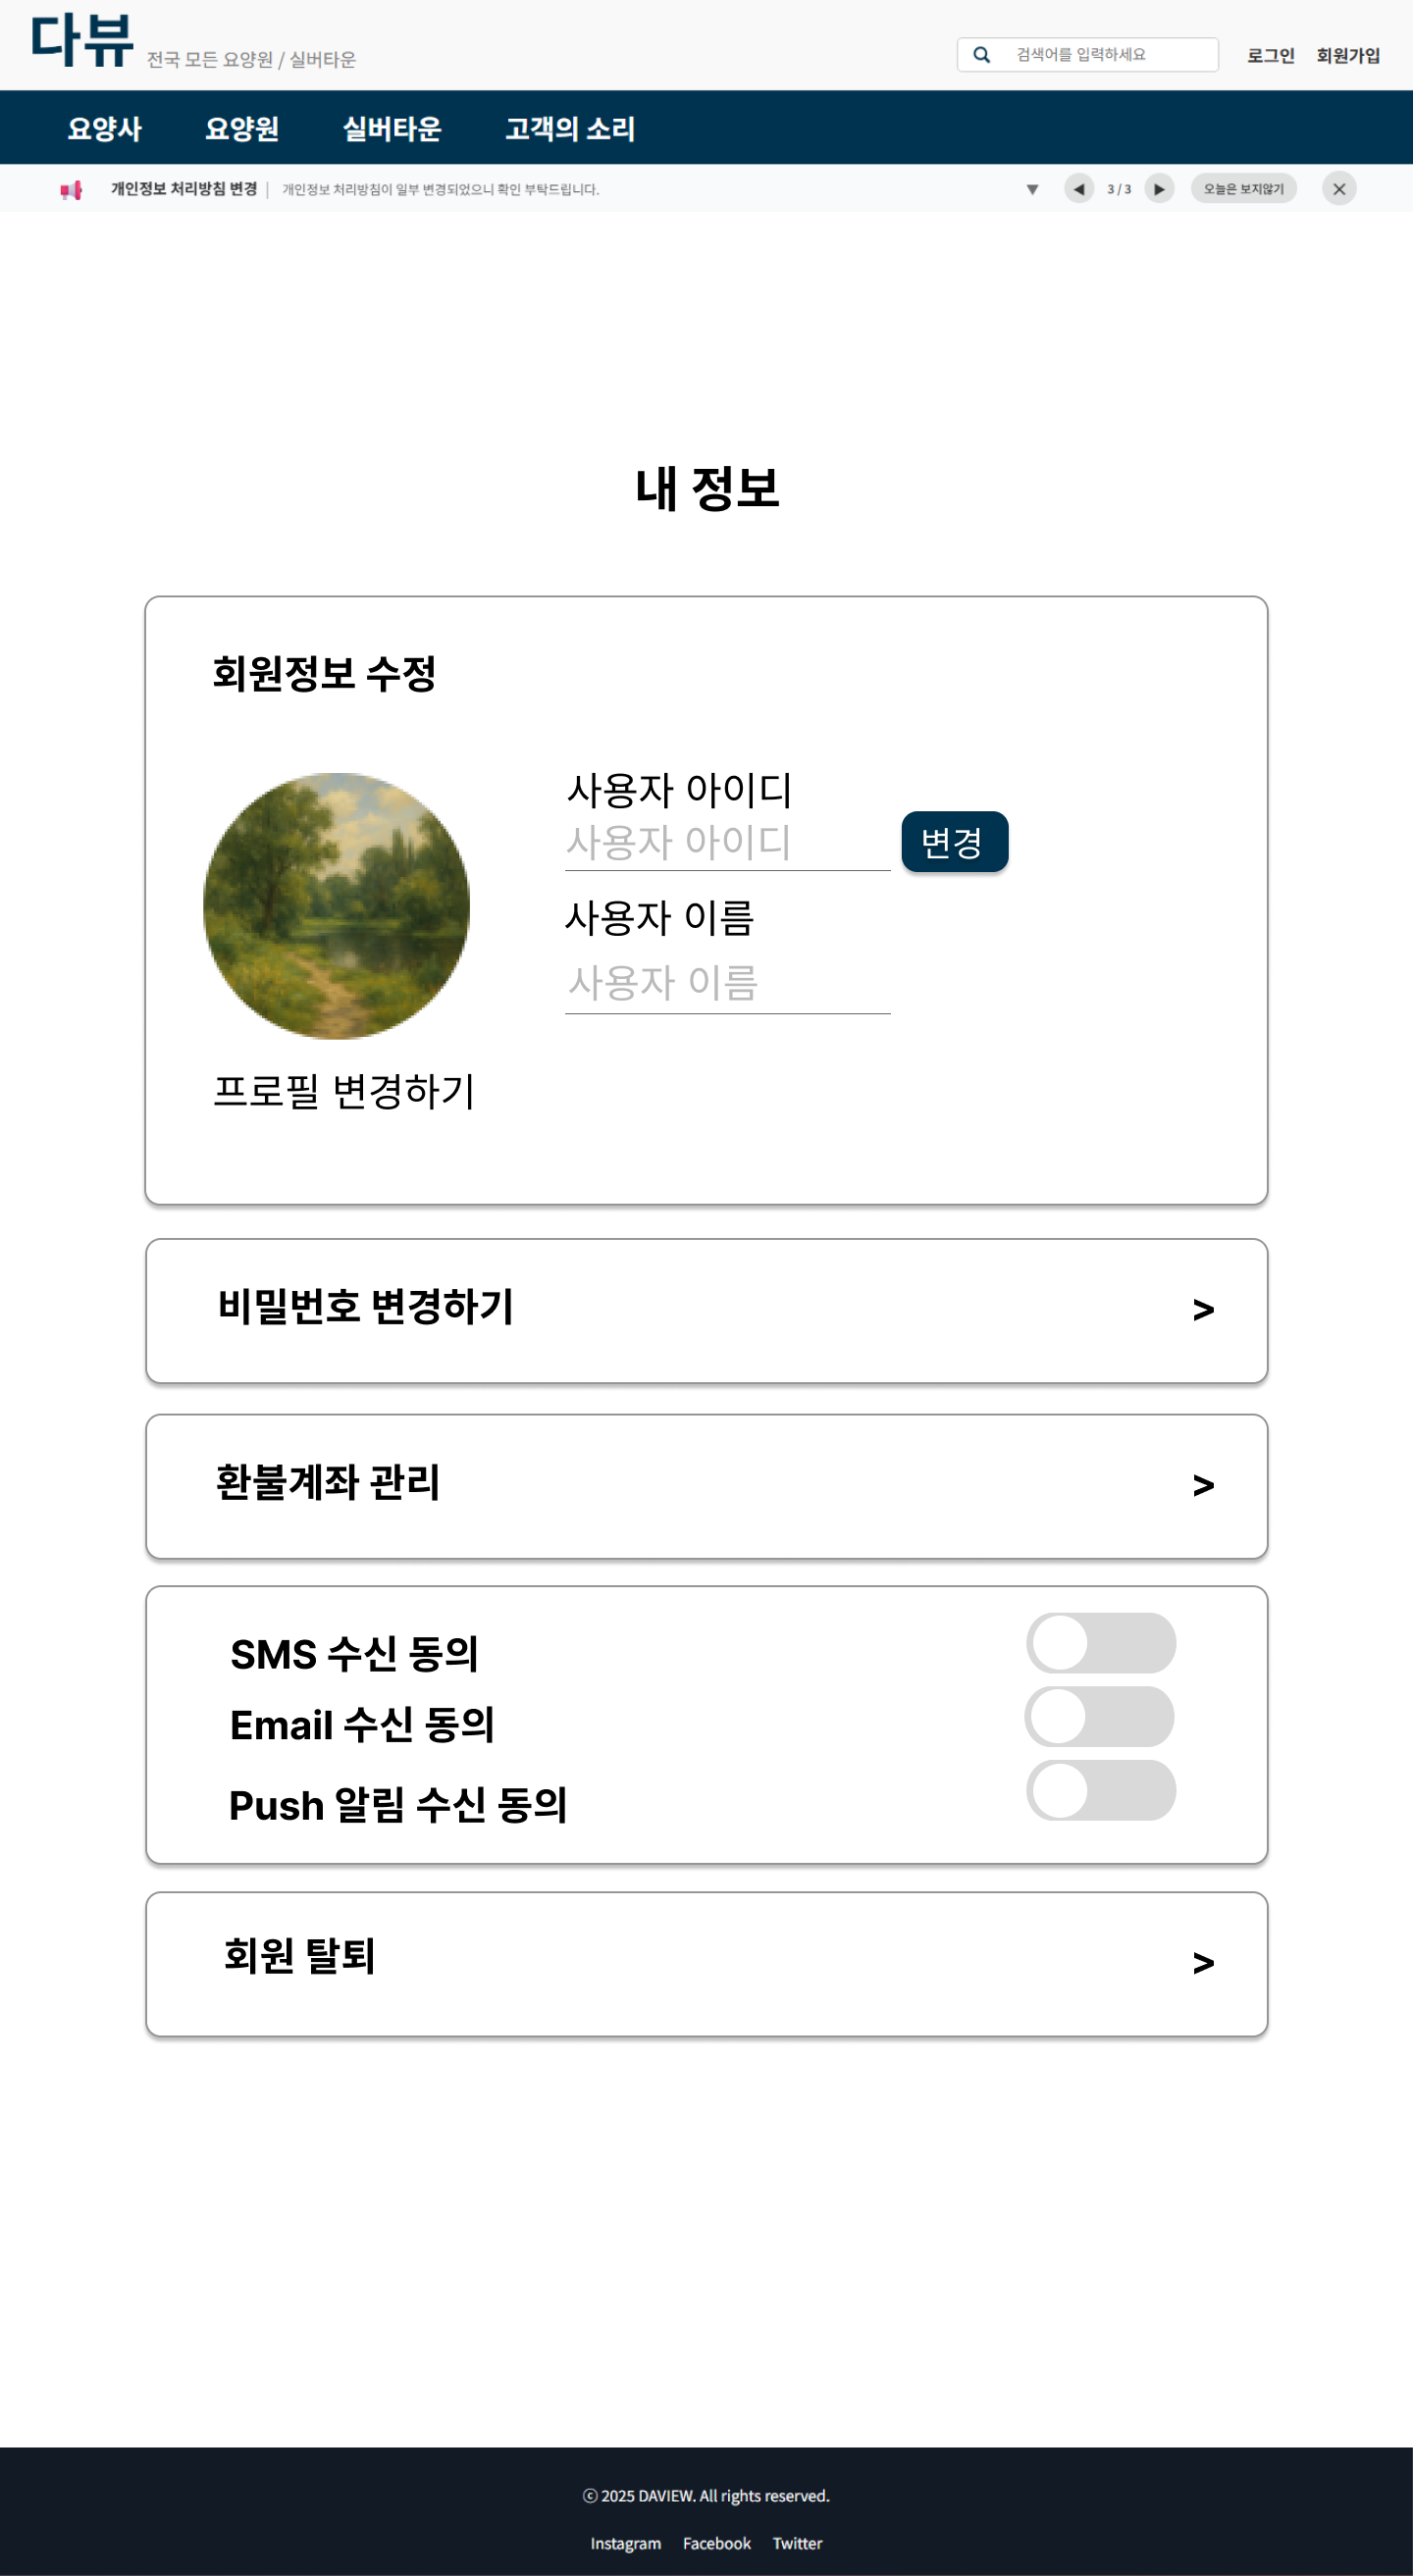 다뷰 전국 모든 요양원 / 실버타운
검색어를 입력하세요 로그인 회원가입
요양사 요양원 실버타운 고객의 소리
개인정보 처리방침 변경 | 개인정보 처리방침이 일부 변경되었으니 확인 부탁드립니다. ▼ ◀ 3 / 3 ▶ 오늘은 보지않기 ✕
내 정보
회원정보 수정
사용자 아이디
사용자 아이디 변경
사용자 이름
사용자 이름
프로필 변경하기
비밀번호 변경하기 >
환불계좌 관리 >
SMS 수신 동의
Email 수신 동의
Push 알림 수신 동의
회원 탈퇴 >
ⓒ 2025 DAVIEW. All rights reserved.
Instagram Facebook Twitter